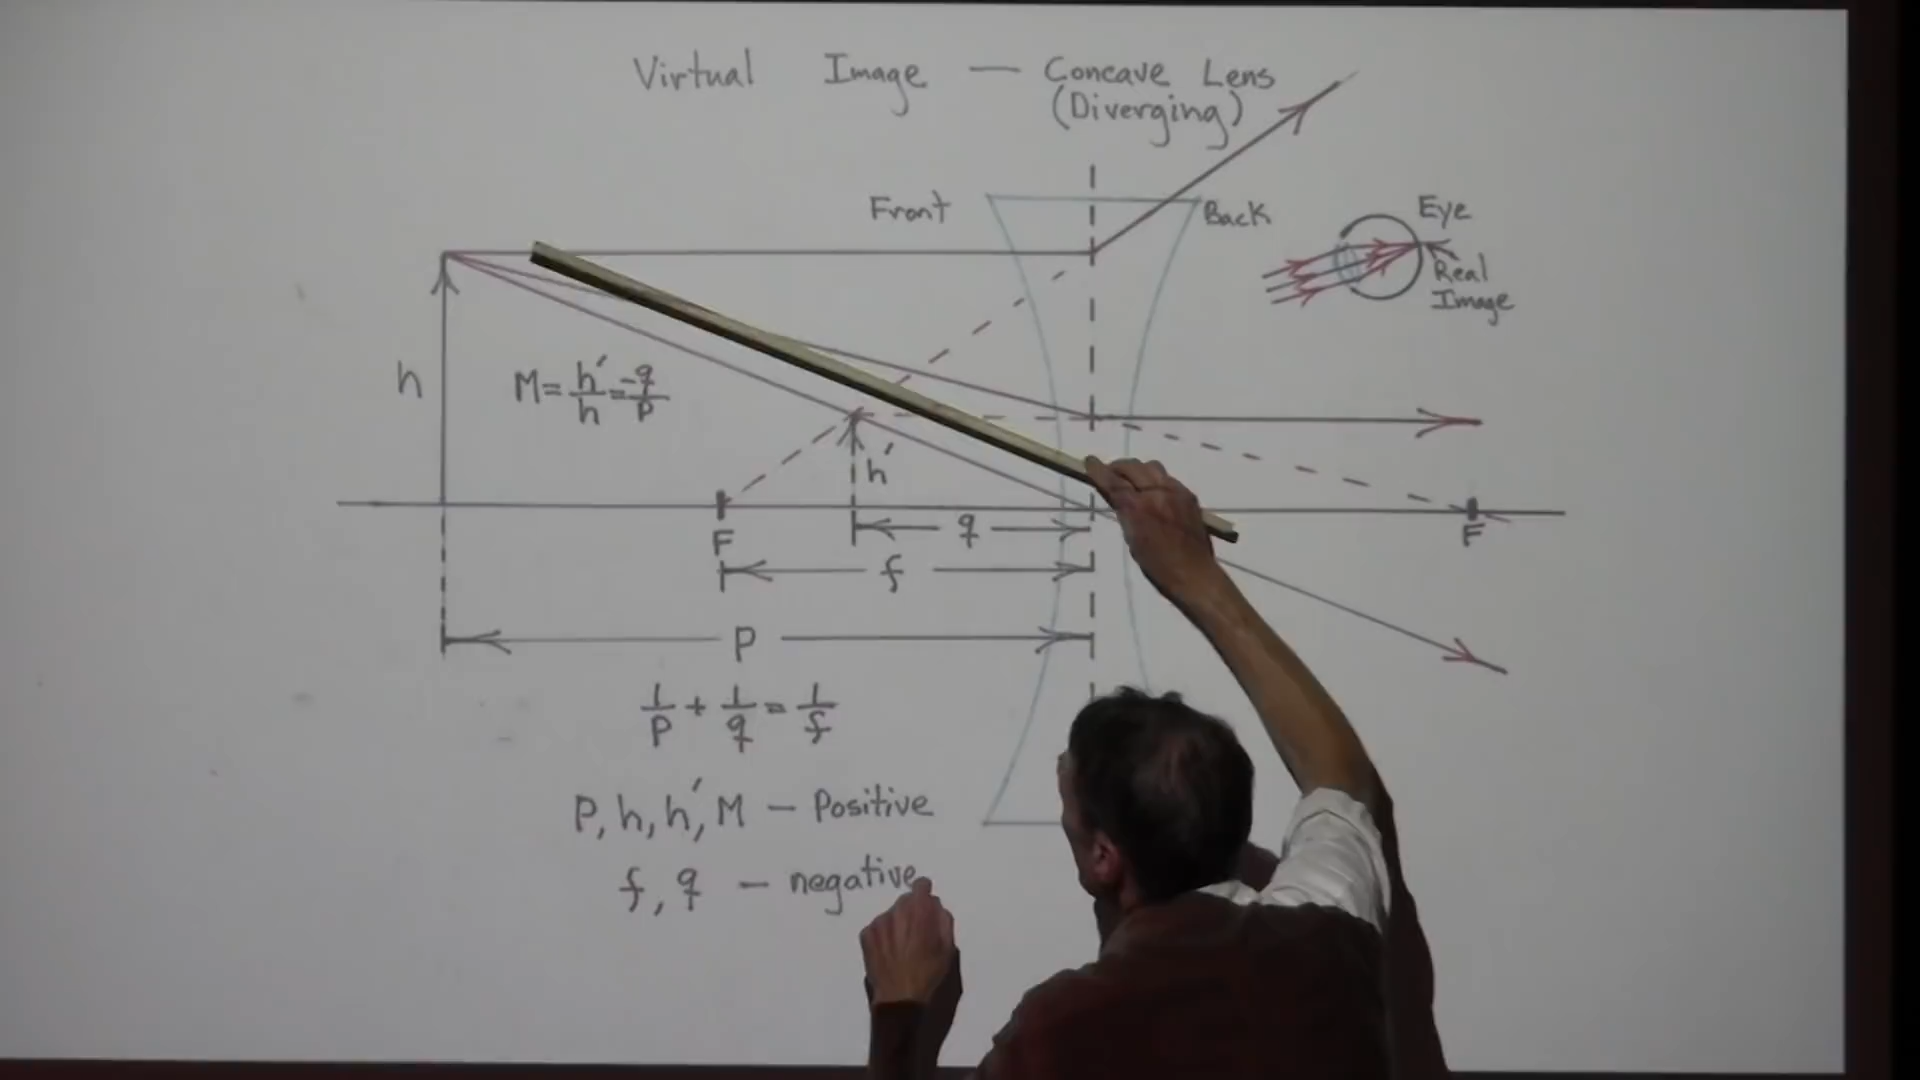 Virtual Image — Concave Lens
(Diverging)
Front
Back
Eye
Real
Image
h
M = h′/h = -q/p
h′
F
q
F
f
P
1/P + 1/q = 1/f
P, h, h′, M — Positive
f, q — negative